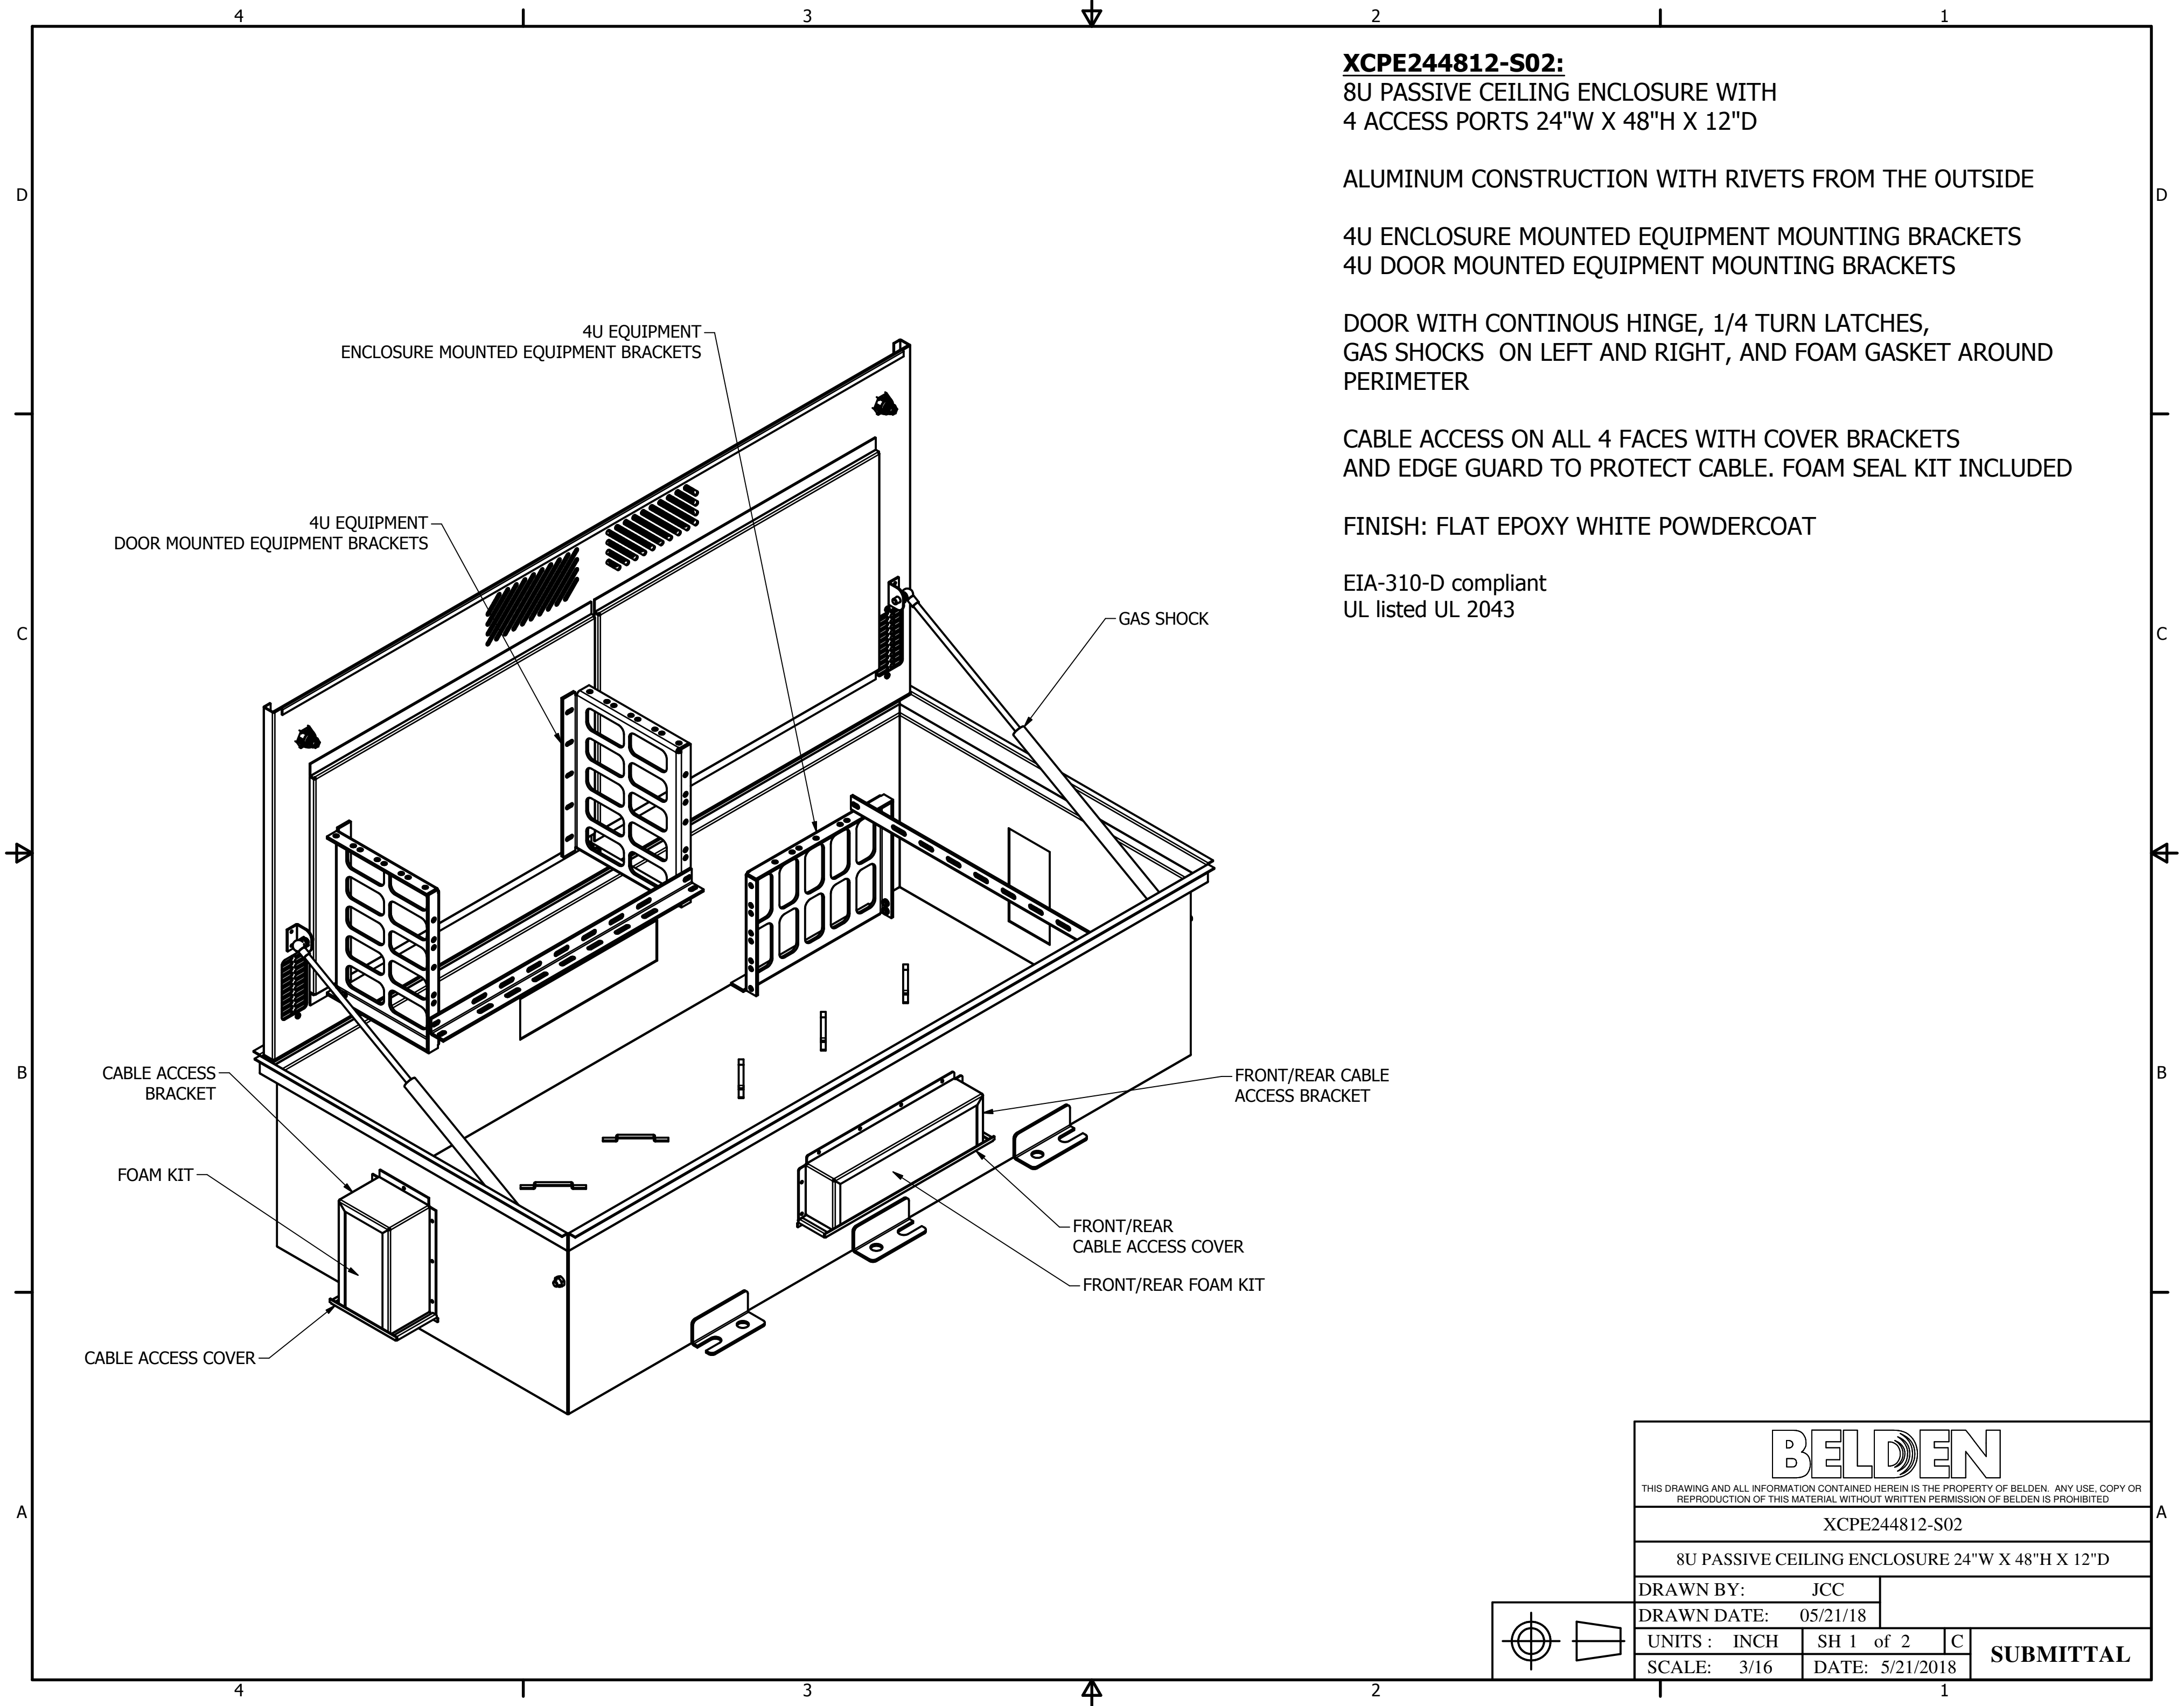 4 3 2 1
XCPE244812-S02:
8U PASSIVE CEILING ENCLOSURE WITH
4 ACCESS PORTS 24"W X 48"H X 12"D
ALUMINUM CONSTRUCTION WITH RIVETS FROM THE OUTSIDE
4U ENCLOSURE MOUNTED EQUIPMENT MOUNTING BRACKETS
4U DOOR MOUNTED EQUIPMENT MOUNTING BRACKETS
DOOR WITH CONTINOUS HINGE, 1/4 TURN LATCHES,
GAS SHOCKS  ON LEFT AND RIGHT, AND FOAM GASKET AROUND
PERIMETER
CABLE ACCESS ON ALL 4 FACES WITH COVER BRACKETS
AND EDGE GUARD TO PROTECT CABLE. FOAM SEAL KIT INCLUDED
FINISH: FLAT EPOXY WHITE POWDERCOAT
EIA-310-D compliant
UL listed UL 2043
D D
4U EQUIPMENT
ENCLOSURE MOUNTED EQUIPMENT BRACKETS
4U EQUIPMENT
DOOR MOUNTED EQUIPMENT BRACKETS
GAS SHOCK
C C
CABLE ACCESS
BRACKET
B B
FRONT/REAR CABLE
ACCESS BRACKET
FOAM KIT
FRONT/REAR
CABLE ACCESS COVER
FRONT/REAR FOAM KIT
CABLE ACCESS COVER
A A
BELDEN
THIS DRAWING AND ALL INFORMATION CONTAINED HEREIN IS THE PROPERTY OF BELDEN.  ANY USE, COPY OR
REPRODUCTION OF THIS MATERIAL WITHOUT WRITTEN PERMISSION OF BELDEN IS PROHIBITED
XCPE244812-S02
8U PASSIVE CEILING ENCLOSURE 24"W X 48"H X 12"D
DRAWN BY: JCC
DRAWN DATE: 05/21/18
UNITS : INCH SH 1 of 2 C
SCALE: 3/16 DATE: 5/21/2018
SUBMITTAL
4 3 2 1